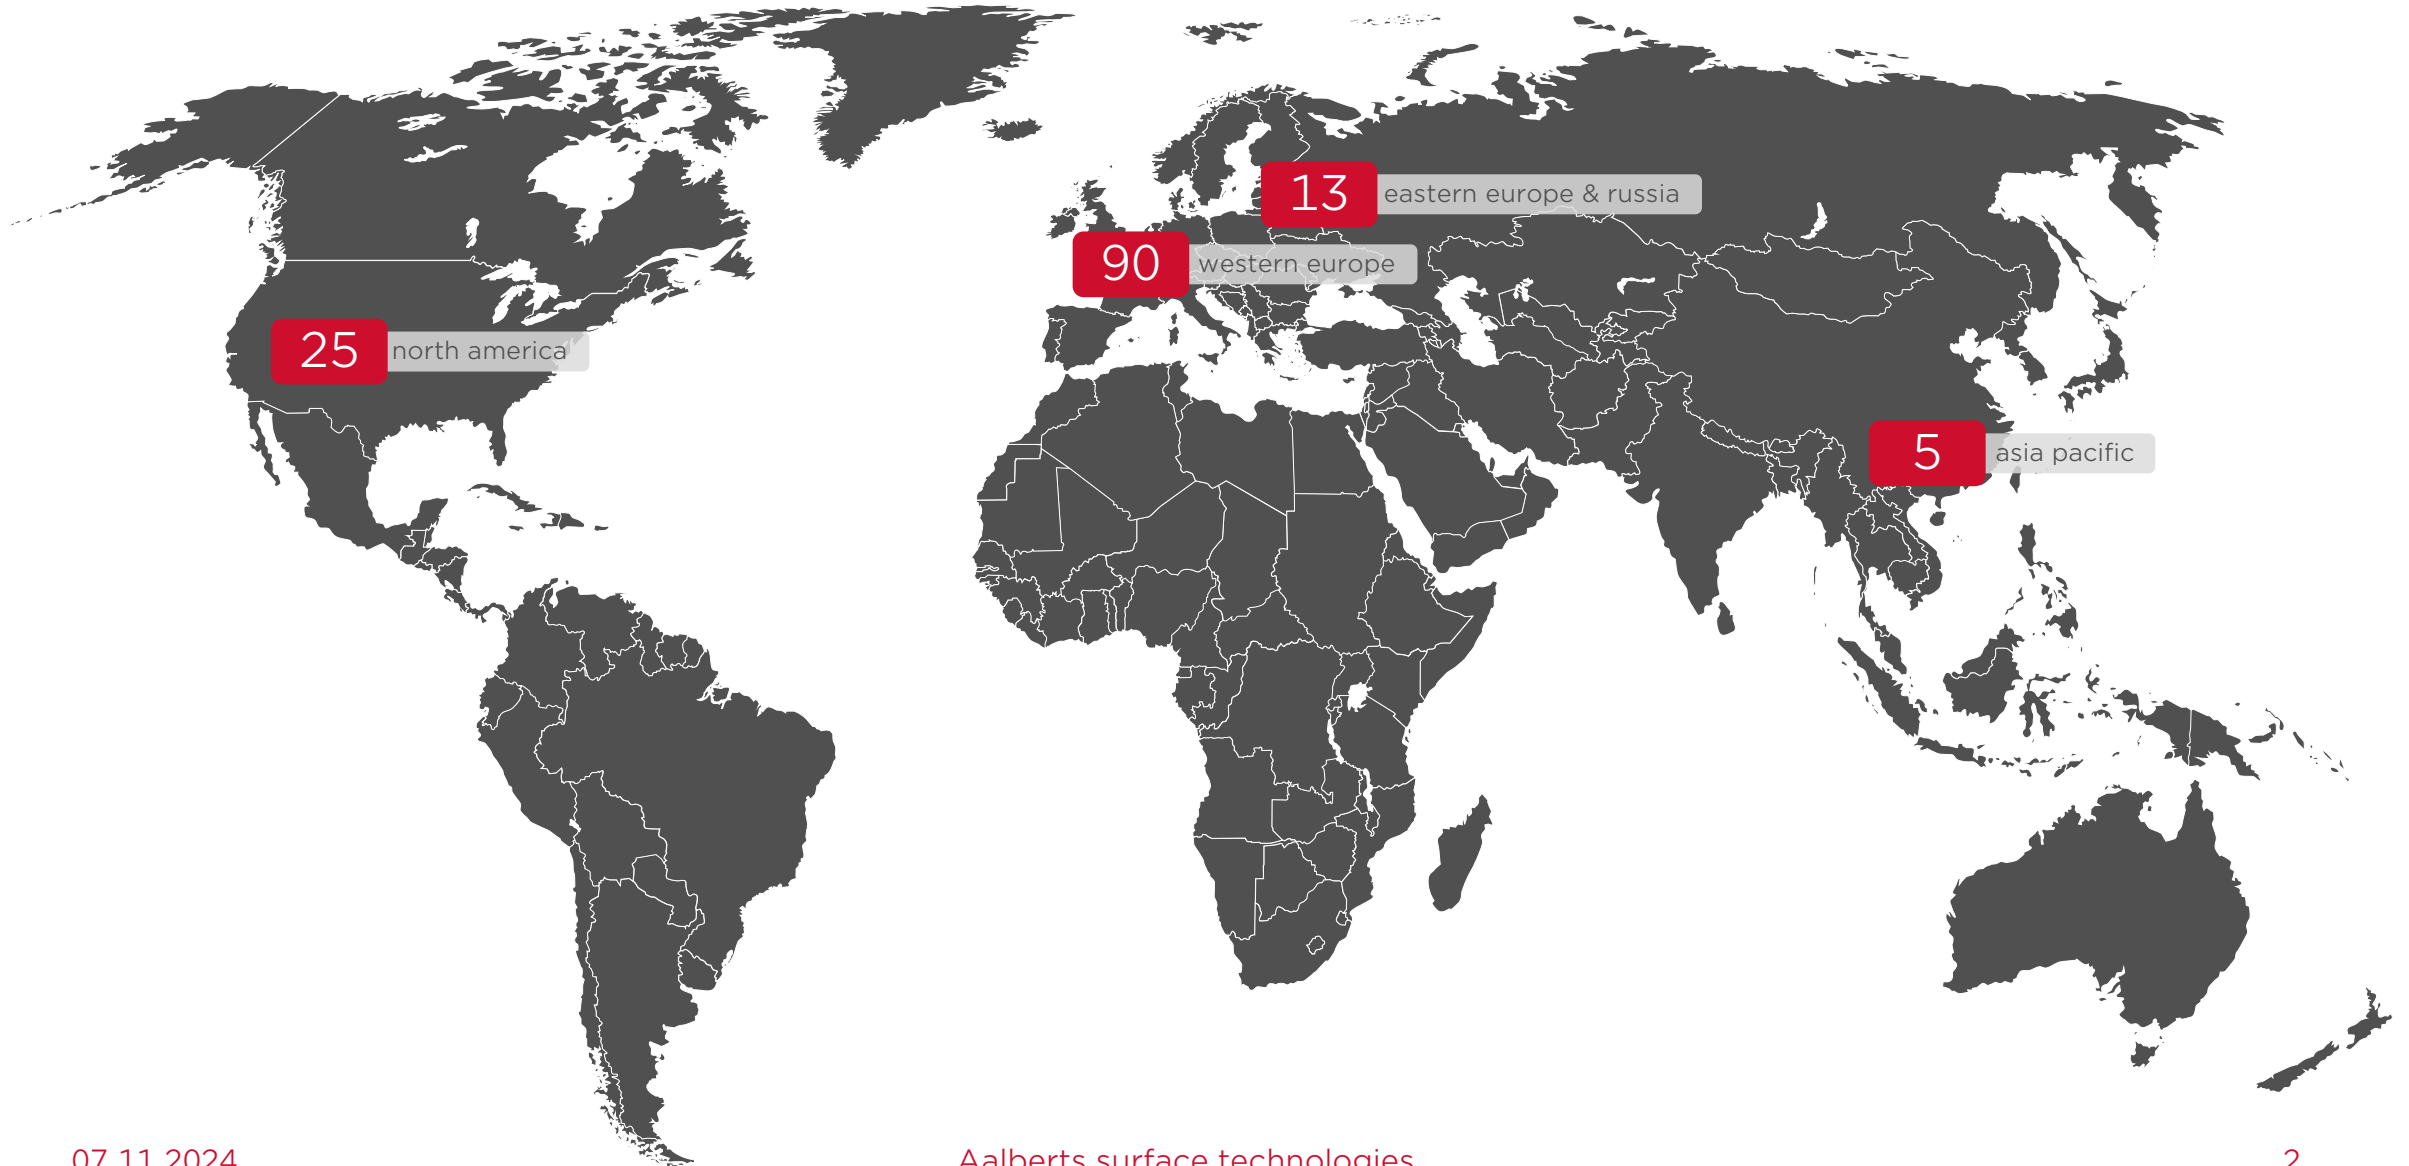 13 eastern europe & russia
90 western europe
25 north america
5 asia pacific
07.11.2024 Aalberts surface technologies 2